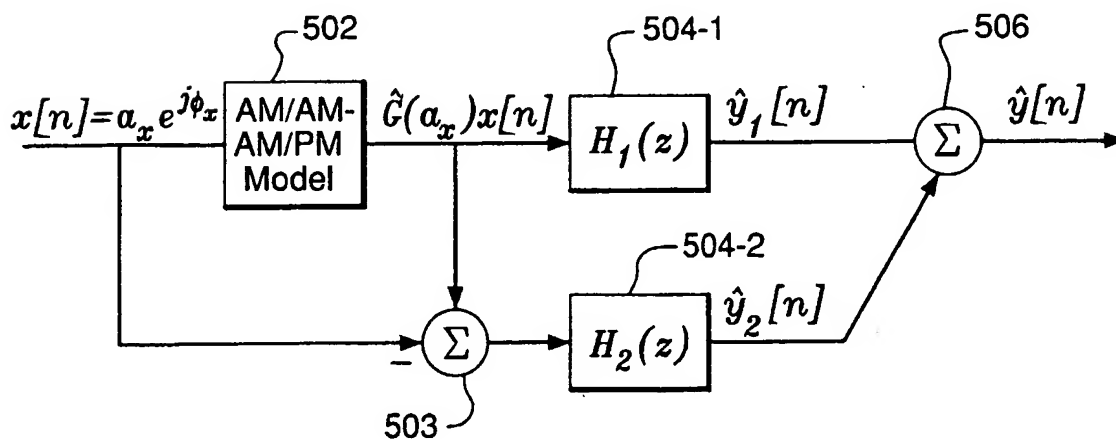 502
504-1
506
x[n]=a_x e^{jϕ_x}
AM/AM-
AM/PM
Model
Ĝ(a_x)x[n]
H_1(z)
ŷ_1[n]
Σ
ŷ[n]
504-2
Σ
−
H_2(z)
ŷ_2[n]
503